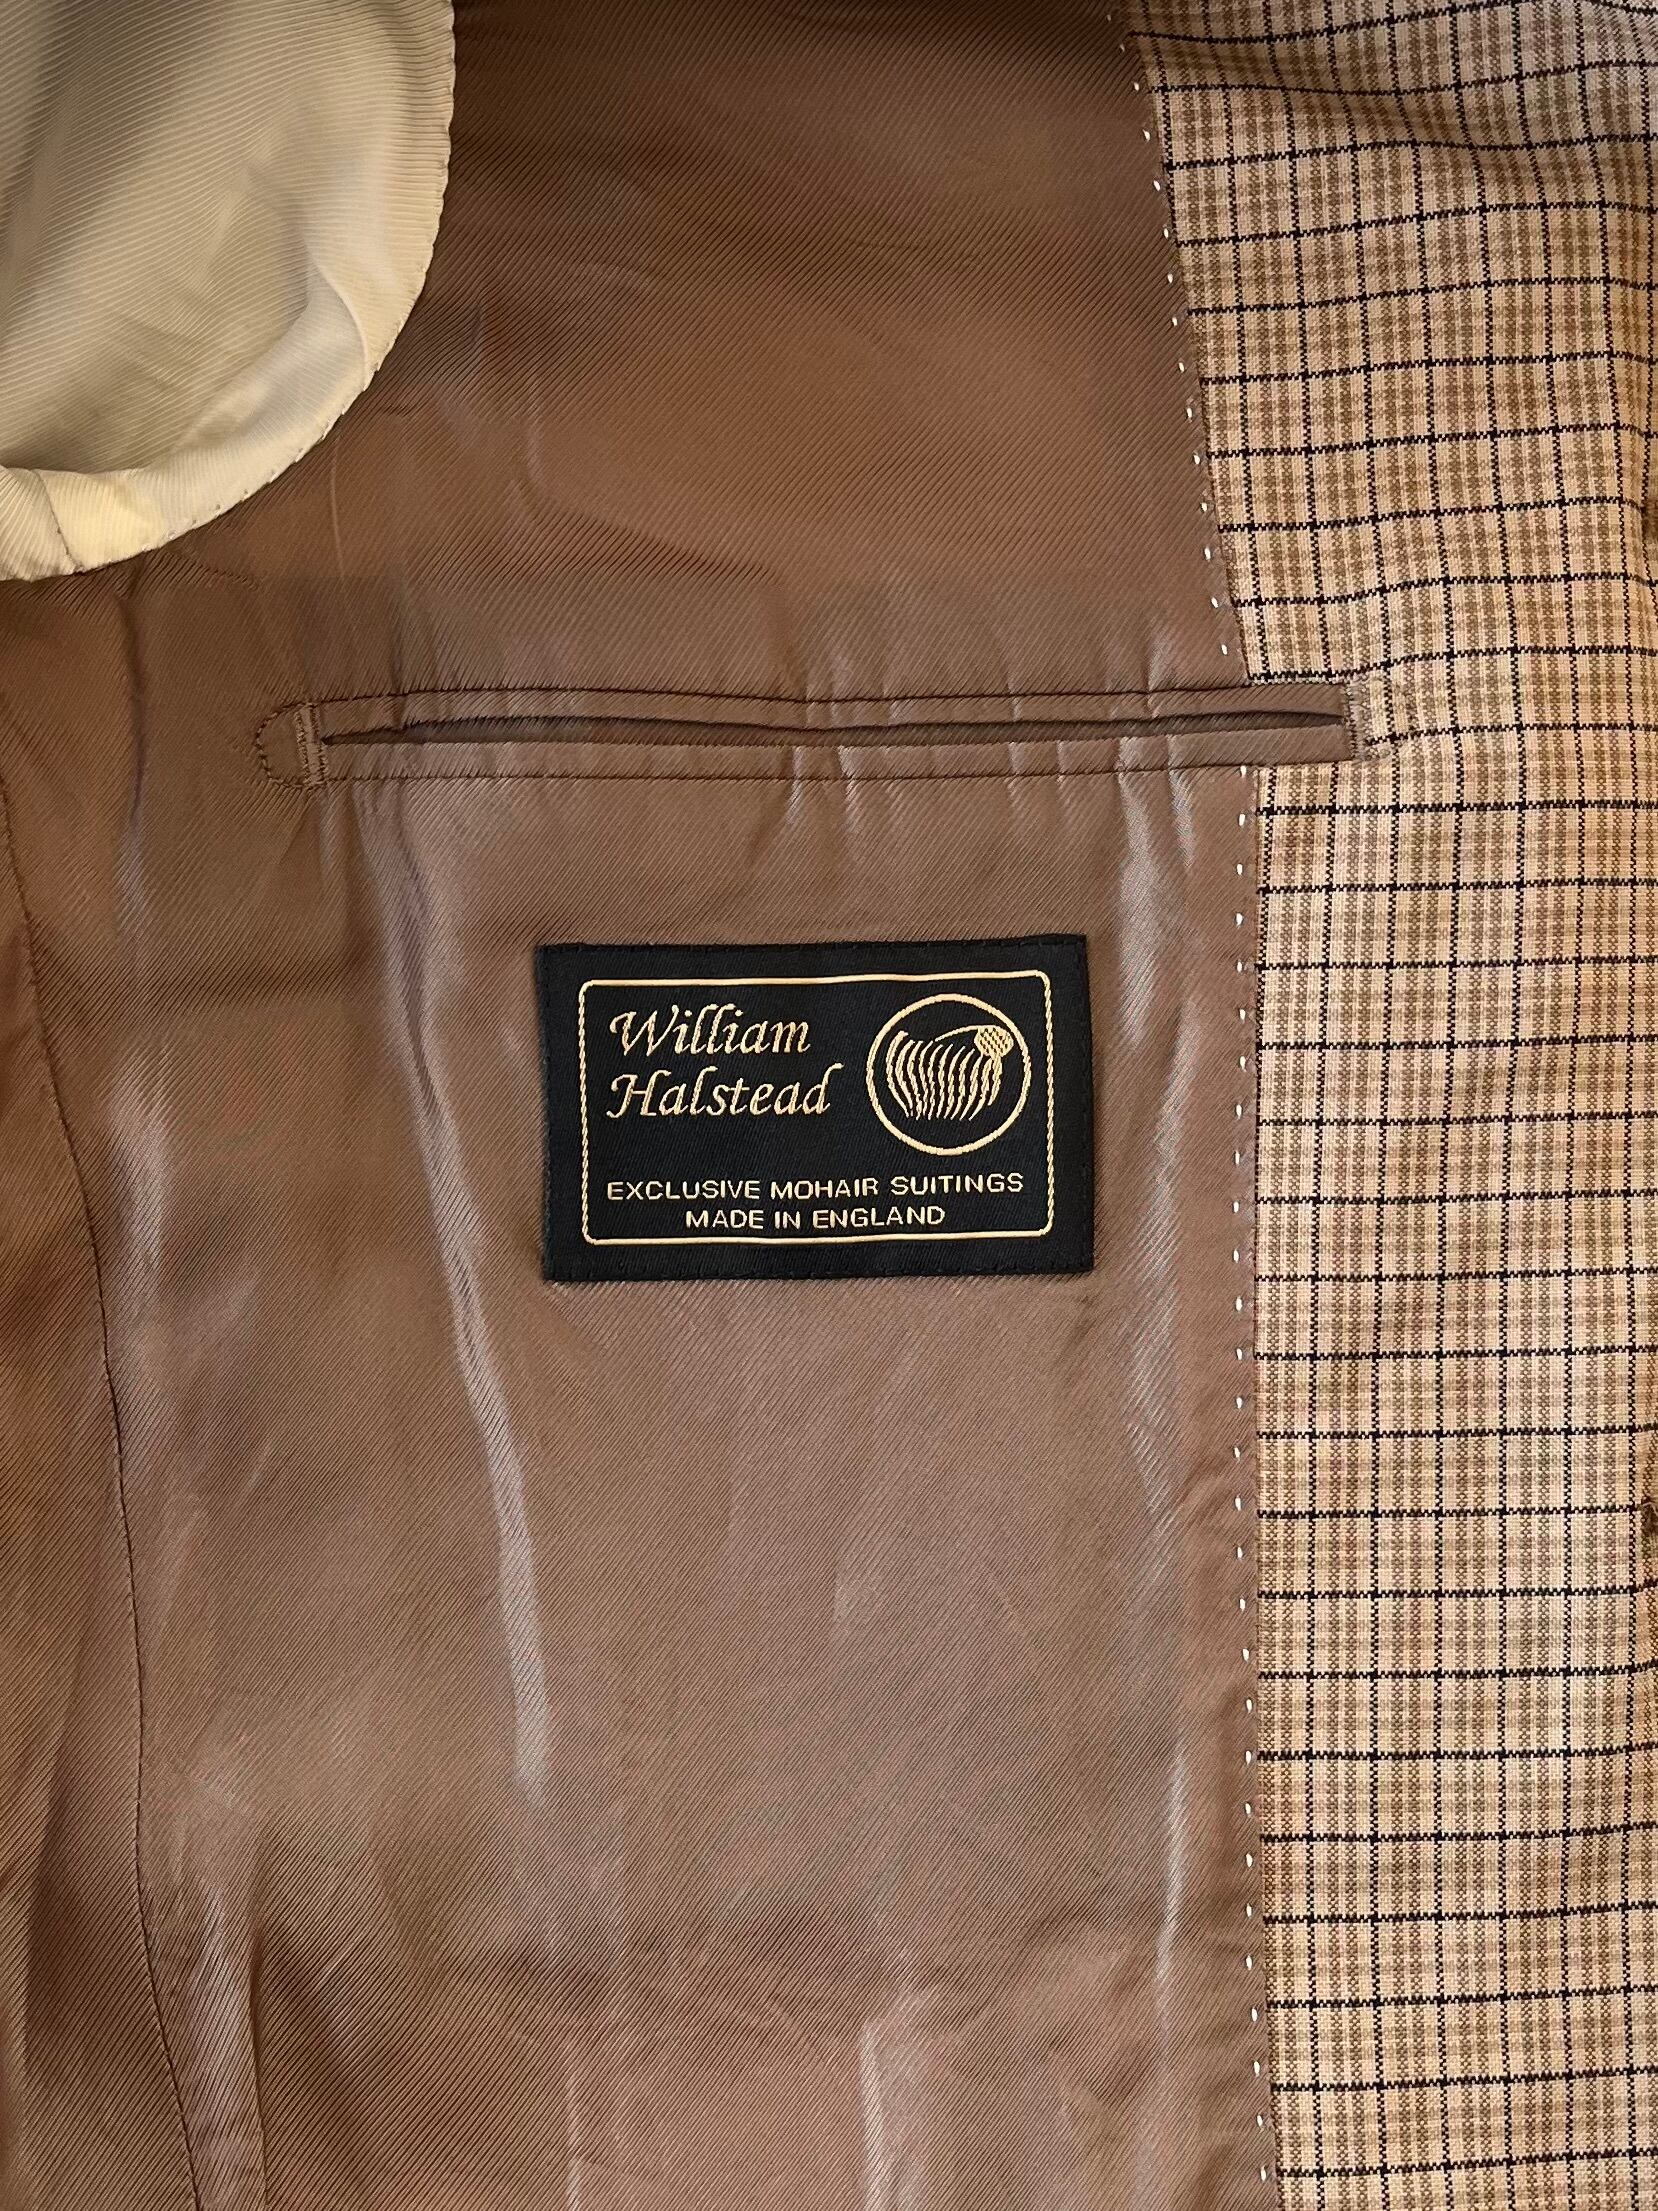 William
Halstead
EXCLUSIVE MOHAIR SUITINGS
MADE IN ENGLAND